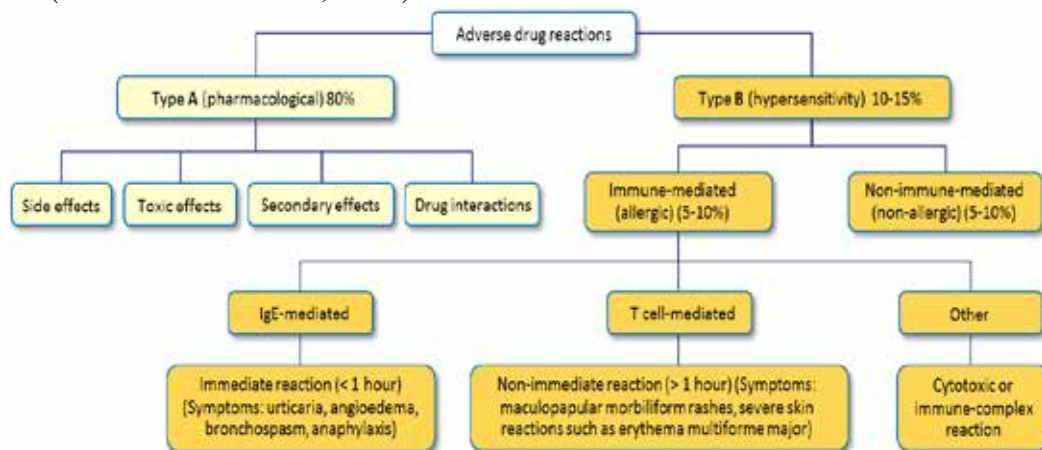 Adverse drug reactions
Type A (pharmacological) 80%
Type B (hypersensitivity) 10-15%
Side effects
Toxic effects
Secondary effects
Drug interactions
Immune-mediated
(allergic) (5-10%)
Non-immune-mediated
(non-allergic) (5-10%)
IgE-mediated
T cell-mediated
Other
Immediate reaction (< 1 hour)
(Symptoms: urticaria, angioedema,
bronchospasm, anaphylaxis)
Non-immediate reaction (> 1 hour) (Symptoms:
maculopapular morbiliform rashes, severe skin
reactions such as erythema multiforme major)
Cytotoxic or
immune-complex
reaction